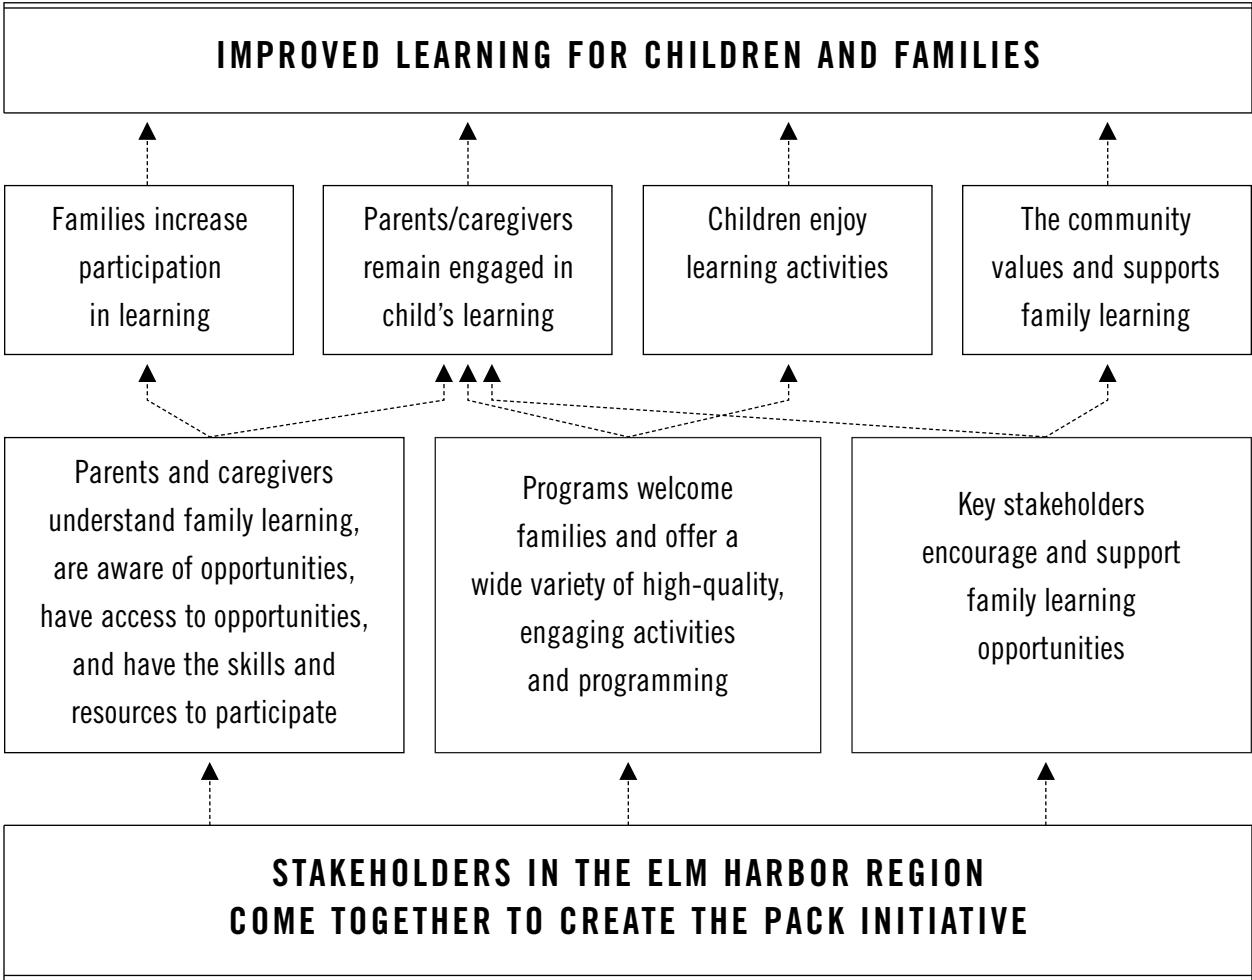 IMPROVED LEARNING FOR CHILDREN AND FAMILIES
Families increase
participation
in learning
Parents/caregivers
remain engaged in
child’s learning
Children enjoy
learning activities
The community
values and supports
family learning
Parents and caregivers
understand family learning,
are aware of opportunities,
have access to opportunities,
and have the skills and
resources to participate
Programs welcome
families and offer a
wide variety of high-quality,
engaging activities
and programming
Key stakeholders
encourage and support
family learning
opportunities
STAKEHOLDERS IN THE ELM HARBOR REGION
COME TOGETHER TO CREATE THE PACK INITIATIVE